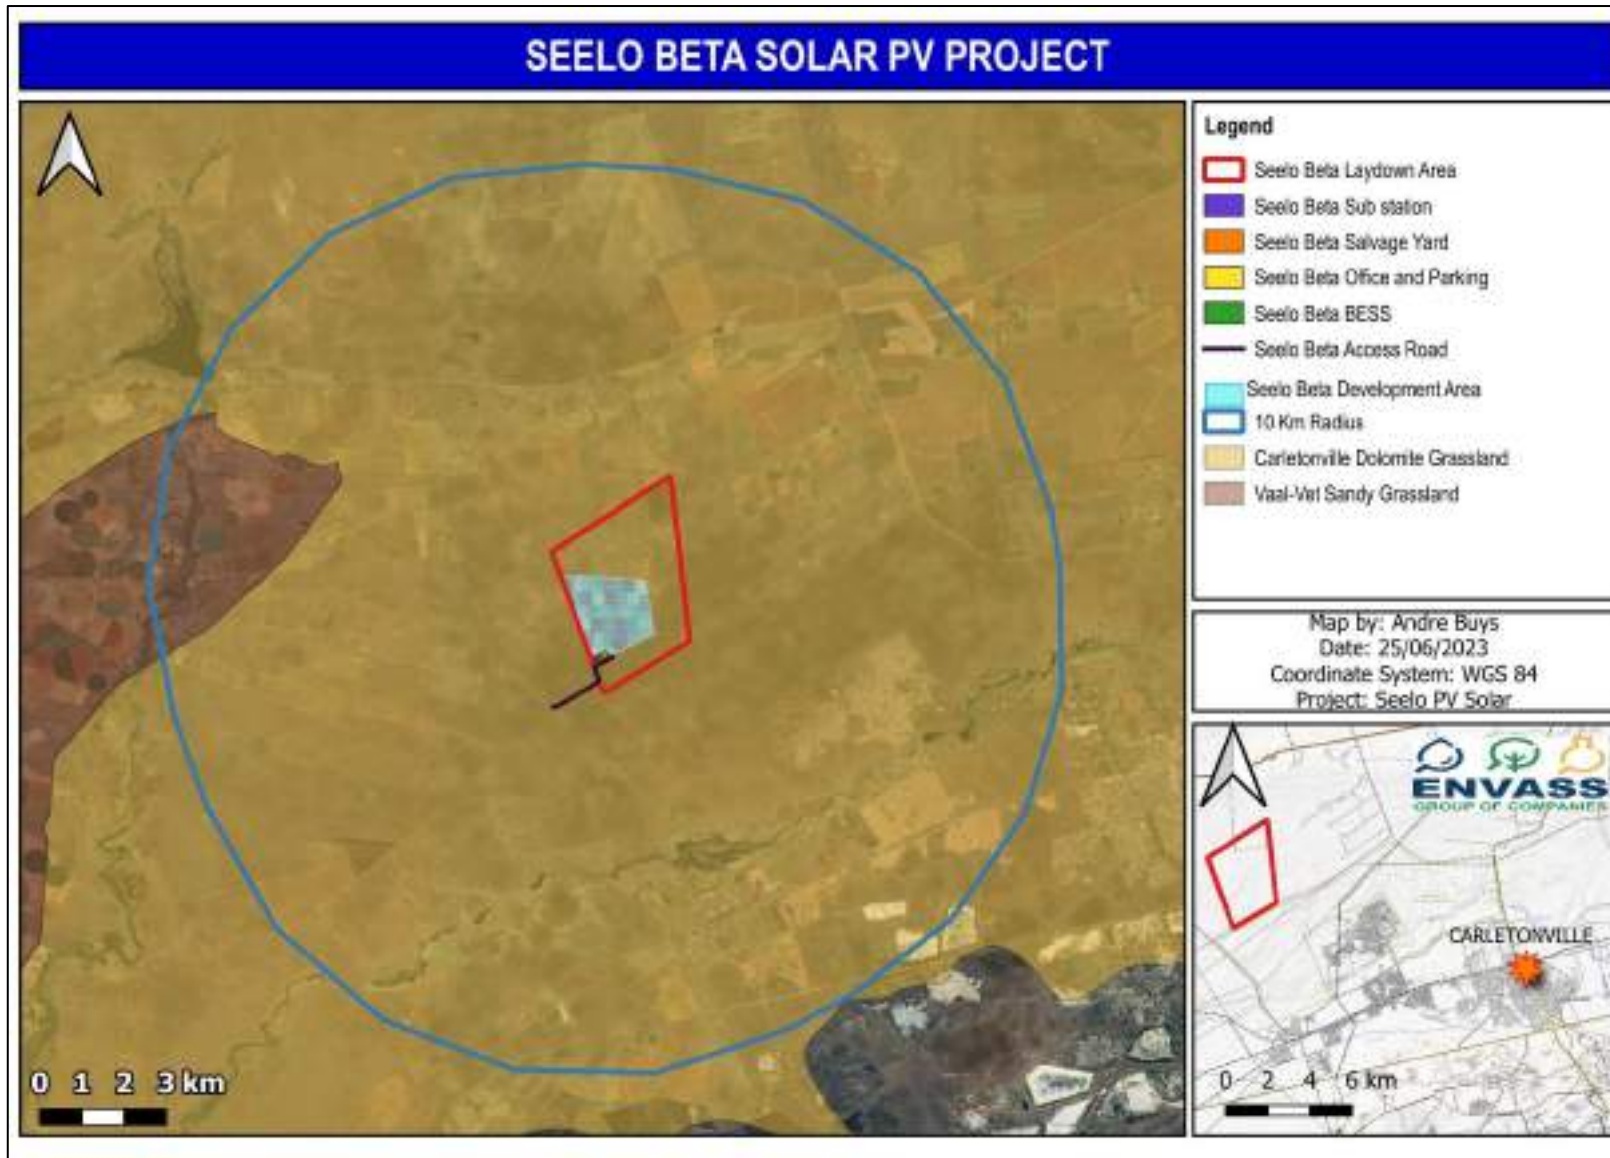 SEELO BETA SOLAR PV PROJECT
Legend
Seelo Beta Laydown Area
Seelo Beta Sub station
Seelo Beta Salvage Yard
Seelo Beta Office and Parking
Seelo Beta BESS
Seelo Beta Access Road
Seelo Beta Development Area
10 Km Radius
Carletonville Dolomite Grassland
Vaal-Vet Sandy Grassland
Map by: Andre Buys
Date: 25/06/2023
Coordinate System: WGS 84
Project: Seelo PV Solar
ENVASS
GROUP OF COMPANIES
CARLETONVILLE
0 2 4 6 km
0 1 2 3 km